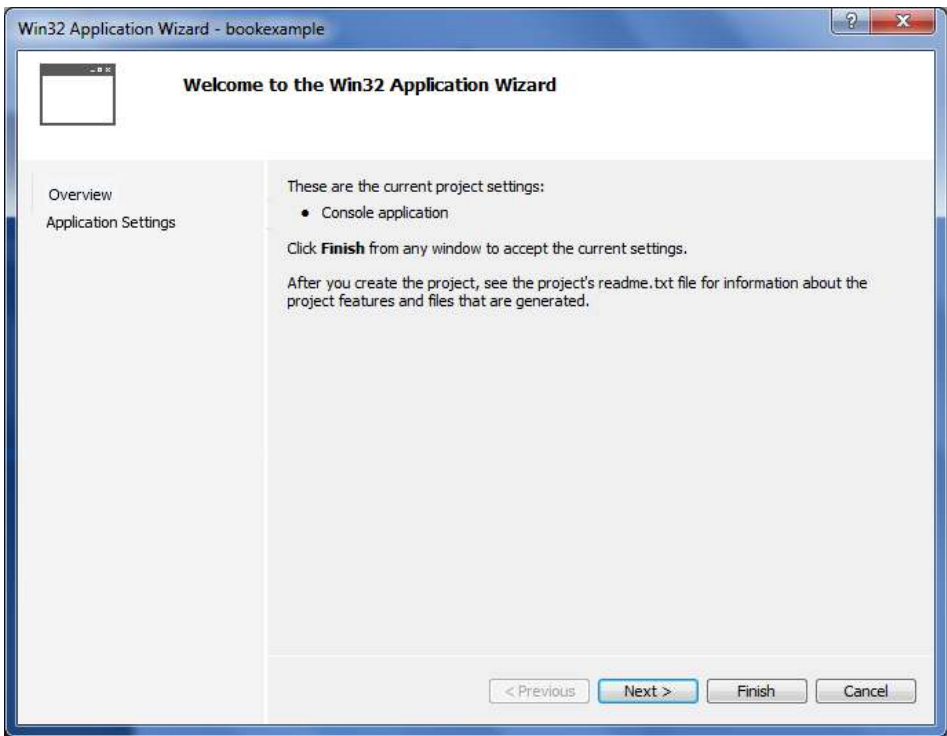 Win32 Application Wizard - bookexample
?
X
Welcome to the Win32 Application Wizard
Overview
Application Settings
These are the current project settings:
• Console application
Click Finish from any window to accept the current settings.
After you create the project, see the project's readme.txt file for information about the
project features and files that are generated.
< Previous
Next >
Finish
Cancel